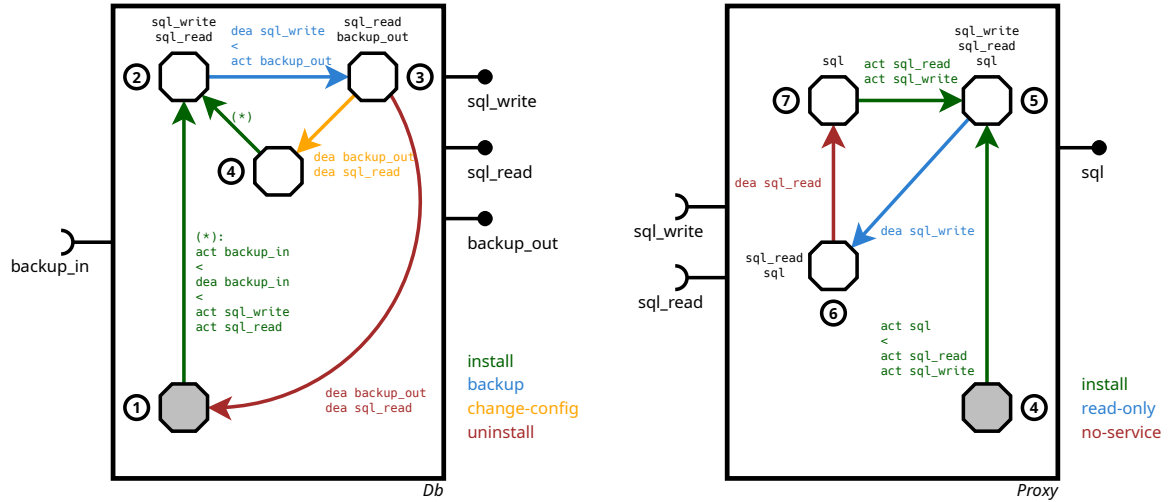 sql_write
sql_read
dea sql_write
<
act backup_out
sql_read
backup_out
2
3
(*)
4
dea backup_out
dea sql_read
sql_write
sql_read
backup_out
backup_in
(*):
act backup_in
<
dea backup_in
<
act sql_write
act sql_read
1
dea backup_out
dea sql_read
install
backup
change-config
uninstall
Db
sql
act sql_read
act sql_write
sql_write
sql_read
sql
7
5
sql
dea sql_read
sql_write
sql_read
dea sql_write
sql_read
sql
6
act sql
<
act sql_read
act sql_write
4
install
read-only
no-service
Proxy